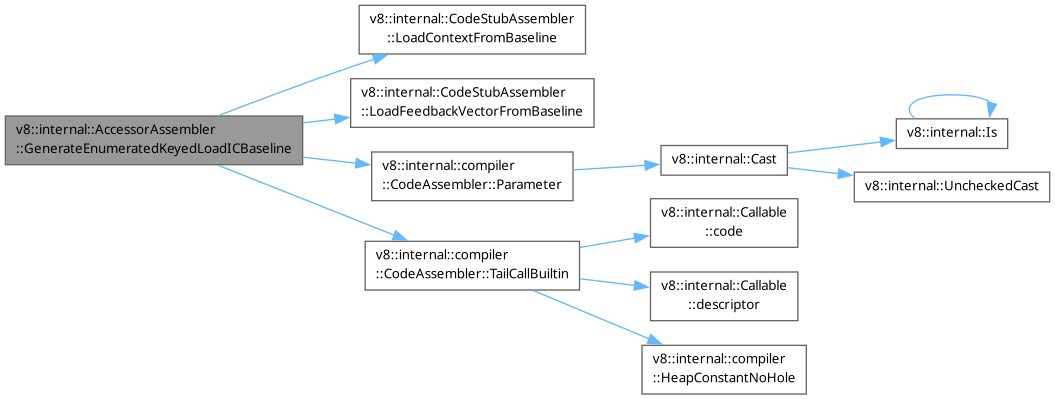 v8::internal::CodeStubAssembler
::LoadContextFromBaseline
v8::internal::CodeStubAssembler
::LoadFeedbackVectorFromBaseline
v8::internal::AccessorAssembler
::GenerateEnumeratedKeyedLoadICBaseline
v8::internal::compiler
::CodeAssembler::Parameter
v8::internal::Cast
v8::internal::Is
v8::internal::UncheckedCast
v8::internal::compiler
::CodeAssembler::TailCallBuiltin
v8::internal::Callable
::code
v8::internal::Callable
::descriptor
v8::internal::compiler
::HeapConstantNoHole